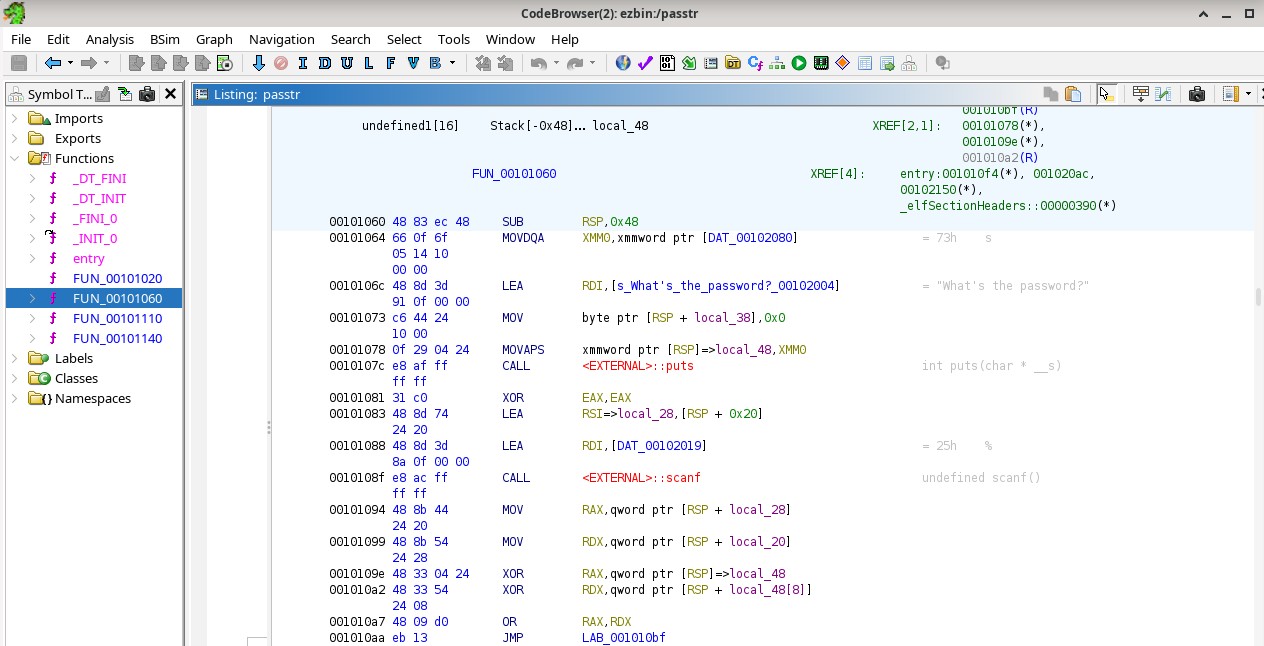 CodeBrowser(2): ezbin:/passtr
File Edit Analysis BSim Graph Navigation Search Select Tools Window Help
I D U L F V B
Symbol T...
Listing: passtr
Imports
Exports
Functions
f _DT_FINI
f _DT_INIT
f _FINI_0
f _INIT_0
f entry
f FUN_00101020
f FUN_00101060
f FUN_00101110
f FUN_00101140
Labels
Classes
Namespaces
001010bf(R)
undefined1[16] Stack[-0x48]... local_48 XREF[2,1]: 00101078(*),
0010109e(*),
001010a2(R)
FUN_00101060 XREF[4]: entry:001010f4(*), 001020ac,
00102150(*),
_elfSectionHeaders::00000390(*)
00101060 48 83 ec 48 SUB RSP,0x48
00101064 66 0f 6f MOVDQA XMM0,xmmword ptr [DAT_00102080] = 73h s
05 14 10
00 00
0010106c 48 8d 3d LEA RDI,[s_What's_the_password?_00102004] = "What's the password?"
91 0f 00 00
00101073 c6 44 24 MOV byte ptr [RSP + local_38],0x0
10 00
00101078 0f 29 04 24 MOVAPS xmmword ptr [RSP]=>local_48,XMM0
0010107c e8 af ff CALL <EXTERNAL>::puts int puts(char * __s)
ff ff
00101081 31 c0 XOR EAX,EAX
00101083 48 8d 74 LEA RSI=>local_28,[RSP + 0x20]
24 20
00101088 48 8d 3d LEA RDI,[DAT_00102019] = 25h %
8a 0f 00 00
0010108f e8 ac ff CALL <EXTERNAL>::scanf undefined scanf()
ff ff
00101094 48 8b 44 MOV RAX,qword ptr [RSP + local_28]
24 20
00101099 48 8b 54 MOV RDX,qword ptr [RSP + local_20]
24 28
0010109e 48 33 04 24 XOR RAX,qword ptr [RSP]=>local_48
001010a2 48 33 54 XOR RDX,qword ptr [RSP + local_48[8]]
24 08
001010a7 48 09 d0 OR RAX,RDX
001010aa eb 13 JMP LAB_001010bf